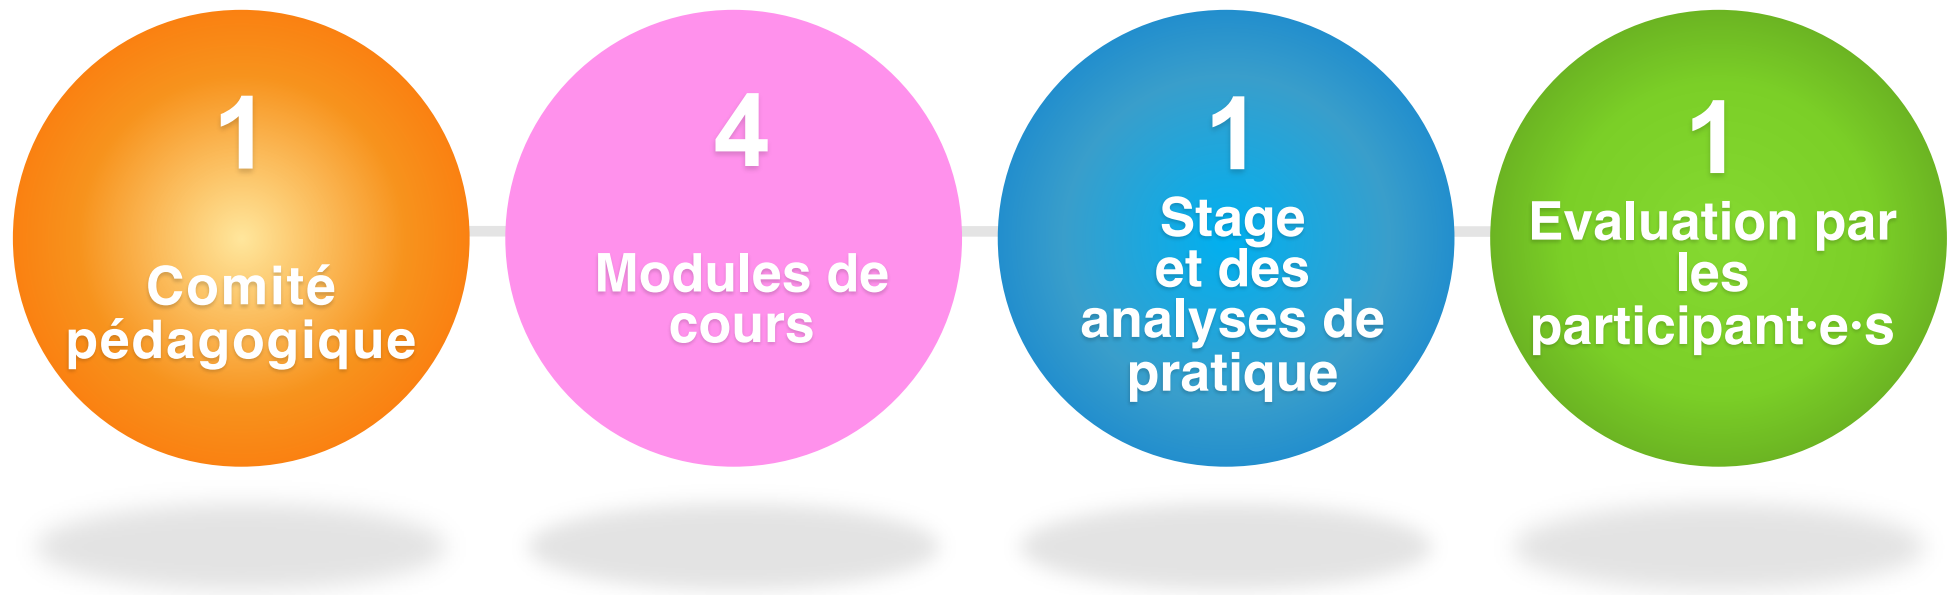 1
Comité
pédagogique
4
Modules de
cours
1
Stage
et des
analyses de
pratique
1
Evaluation par
les
participant·e·s